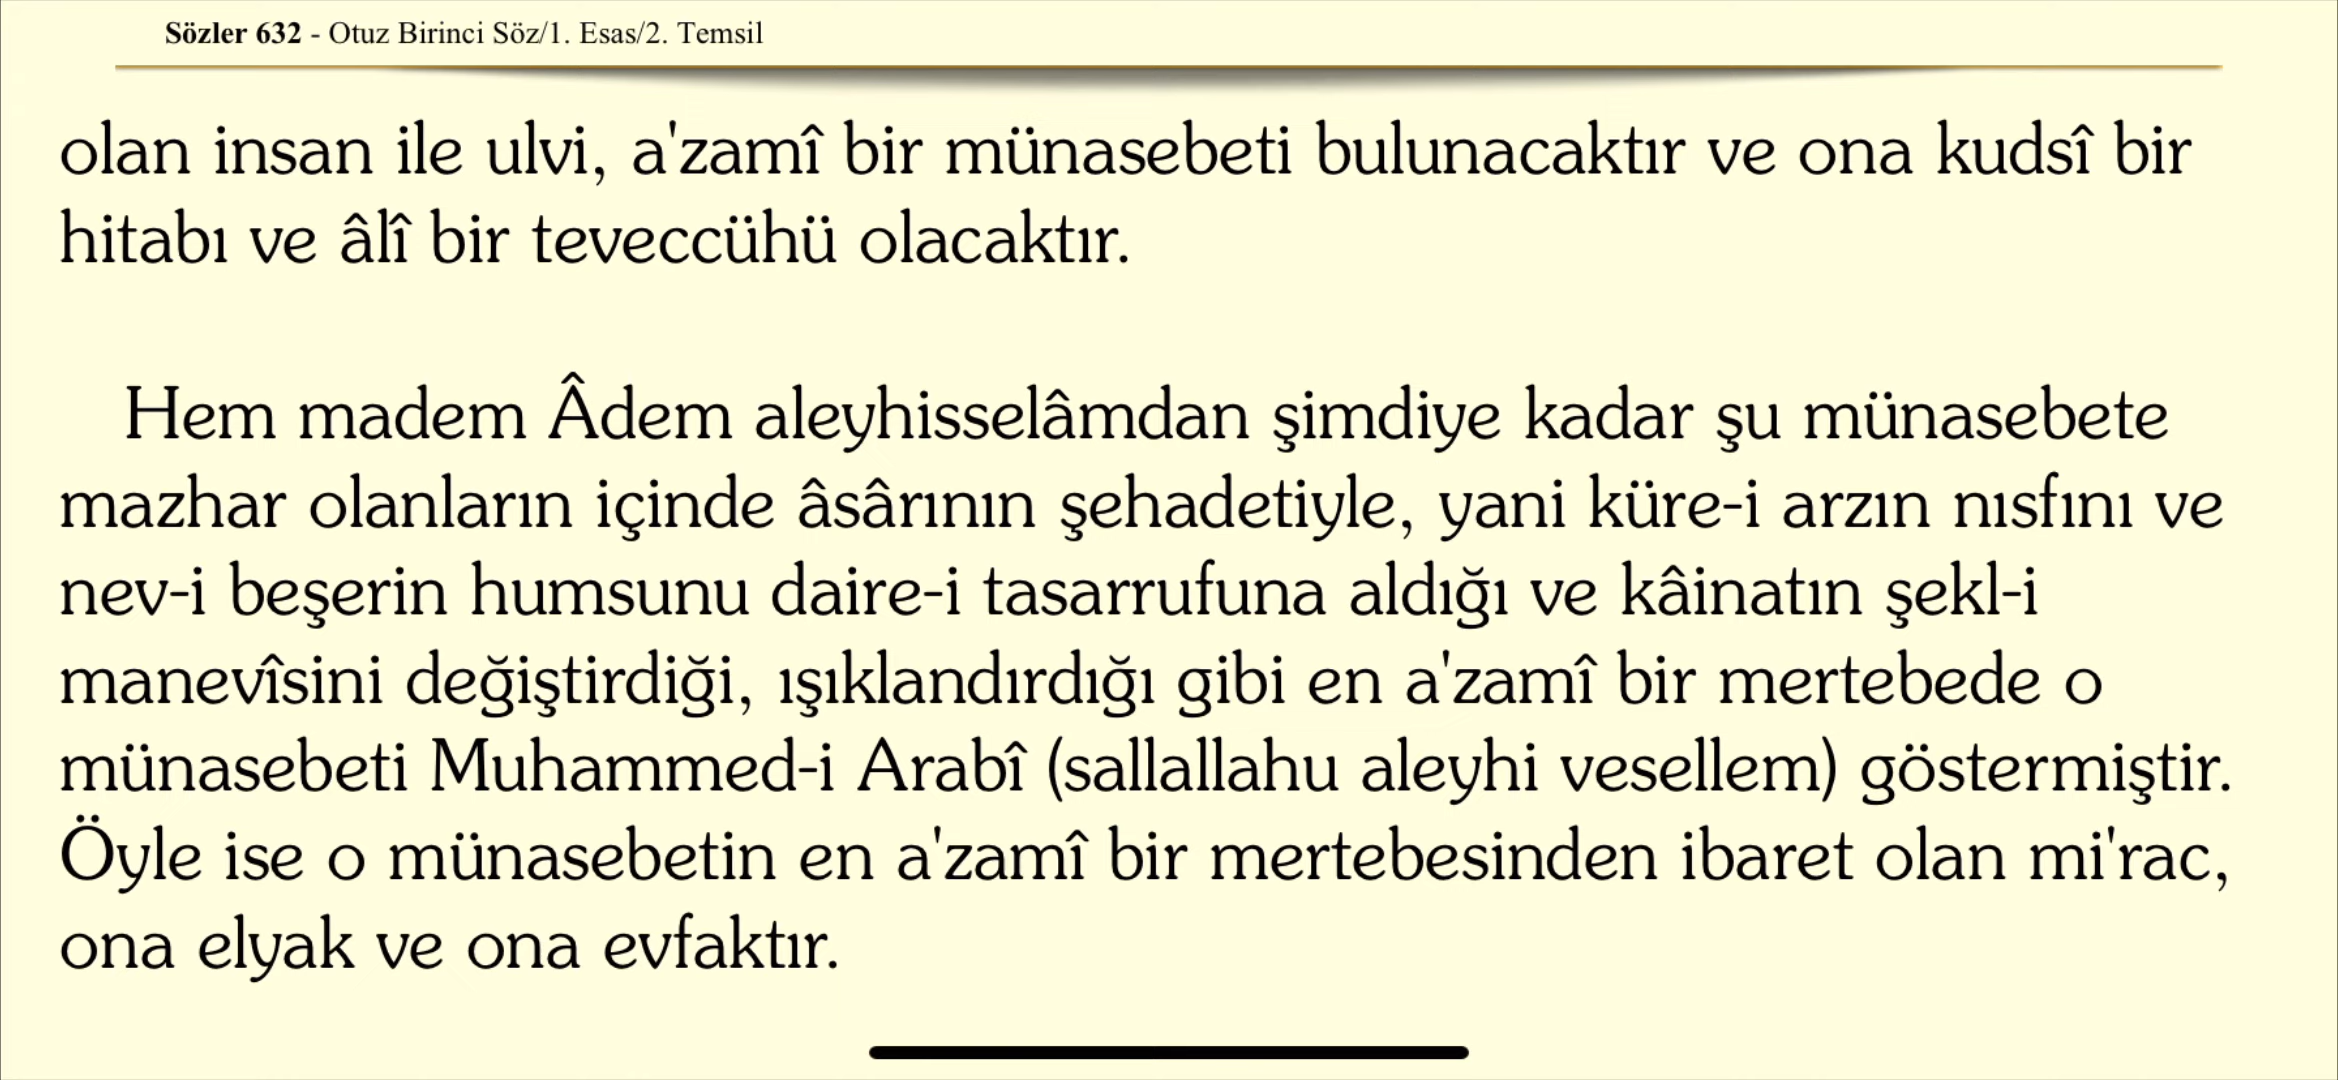 Sözler 632 - Otuz Birinci Söz/1. Esas/2. Temsil
olan insan ile ulvi, a'zamî bir münasebeti bulunacaktır ve ona kudsî bir
hitabı ve âlî bir teveccühü olacaktır.
Hem madem Âdem aleyhisselâmdan şimdiye kadar şu münasebete
mazhar olanların içinde âsârının şehadetiyle, yani küre-i arzın nısfını ve
nev-i beşerin humsunu daire-i tasarrufuna aldığı ve kâinatın şekl-i
manevîsini değiştirdiği, ışıklandırdığı gibi en a'zamî bir mertebede o
münasebeti Muhammed-i Arabî (sallallahu aleyhi vesellem) göstermiştir.
Öyle ise o münasebetin en a'zamî bir mertebesinden ibaret olan mi'rac,
ona elyak ve ona evfaktır.